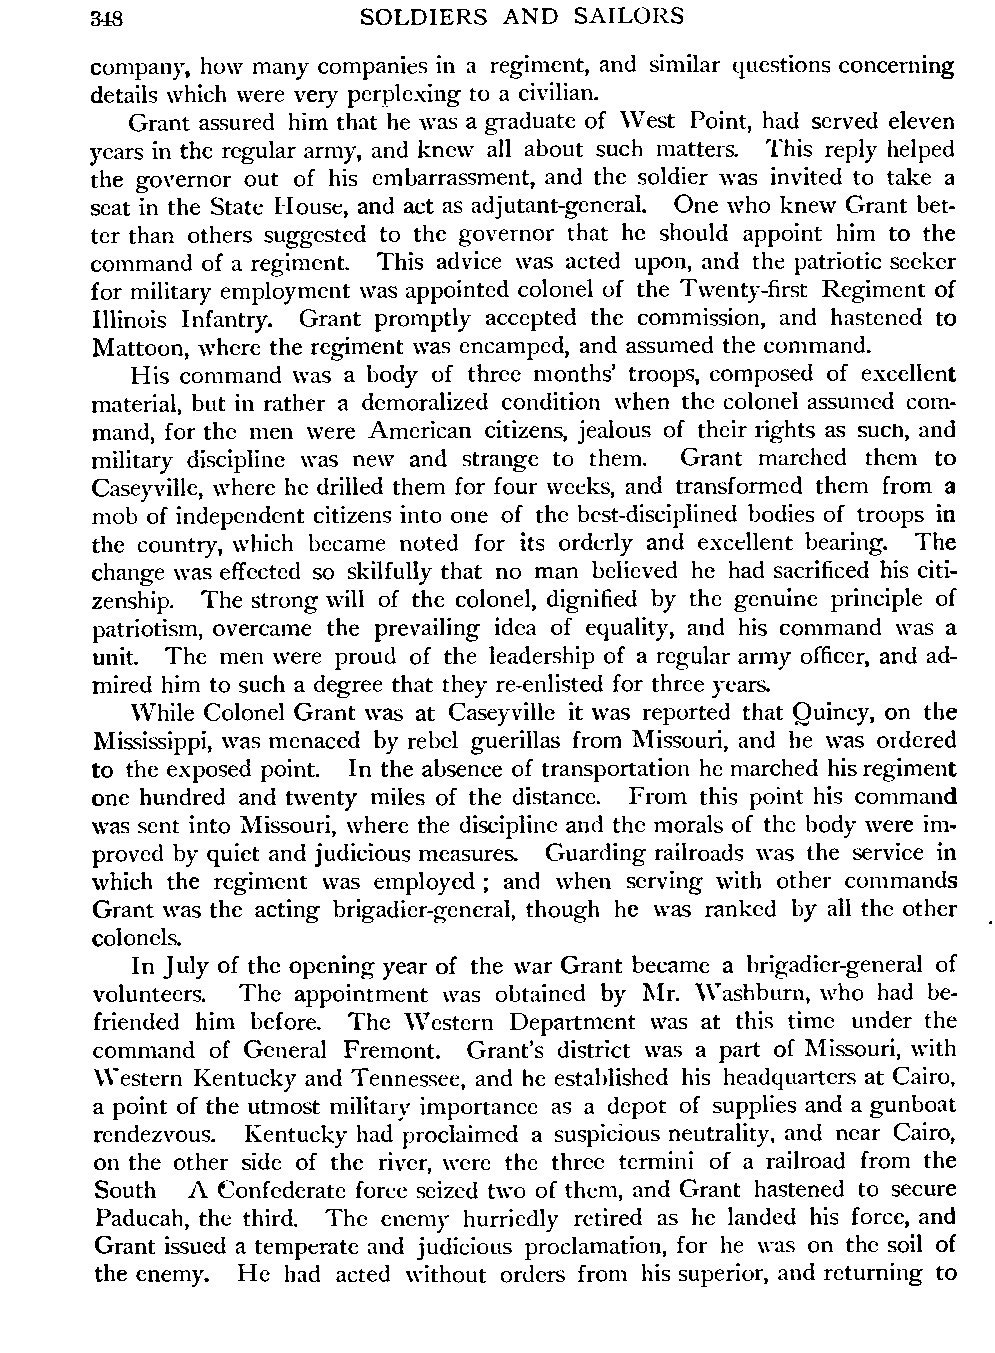 348 SOLDIERS AND SAILORS
company, how many companies in a regiment, and similar questions concerning
details which were very perplexing to a civilian.
Grant assured him that he was a graduate of West Point, had served eleven
years in the regular army, and knew all about such matters. This reply helped
the governor out of his embarrassment, and the soldier was invited to take a
seat in the State House, and act as adjutant-general. One who knew Grant bet-
ter than others suggested to the governor that he should appoint him to the
command of a regiment. This advice was acted upon, and the patriotic seeker
for military employment was appointed colonel of the Twenty-first Regiment of
Illinois Infantry. Grant promptly accepted the commission, and hastened to
Mattoon, where the regiment was encamped, and assumed the command.
His command was a body of three months' troops, composed of excellent
material, but in rather a demoralized condition when the colonel assumed com-
mand, for the men were American citizens, jealous of their rights as such, and
military discipline was new and strange to them. Grant marched them to
Caseyville, where he drilled them for four weeks, and transformed them from a
mob of independent citizens into one of the best-disciplined bodies of troops in
the country, which became noted for its orderly and excellent bearing. The
change was effected so skilfully that no man believed he had sacrificed his citi-
zenship. The strong will of the colonel, dignified by the genuine principle of
patriotism, overcame the prevailing idea of equality, and his command was a
unit. The men were proud of the leadership of a regular army officer, and ad-
mired him to such a degree that they re-enlisted for three years.
While Colonel Grant was at Caseyville it was reported that Quincy, on the
Mississippi, was menaced by rebel guerillas from Missouri, and he was ordered
to the exposed point. In the absence of transportation he marched his regiment
one hundred and twenty miles of the distance. From this point his command
was sent into Missouri, where the discipline and the morals of the body were im-
proved by quiet and judicious measures. Guarding railroads was the service in
which the regiment was employed; and when serving with other commands
Grant was the acting brigadier-general, though he was ranked by all the other
colonels.
In July of the opening year of the war Grant became a brigadier-general of
volunteers. The appointment was obtained by Mr. Washburn, who had be-
friended him before. The Western Department was at this time under the
command of General Fremont. Grant's district was a part of Missouri, with
Western Kentucky and Tennessee, and he established his headquarters at Cairo,
a point of the utmost military importance as a depot of supplies and a gunboat
rendezvous. Kentucky had proclaimed a suspicious neutrality, and near Cairo,
on the other side of the river, were the three termini of a railroad from the
South A Confederate force seized two of them, and Grant hastened to secure
Paducah, the third. The enemy hurriedly retired as he landed his force, and
Grant issued a temperate and judicious proclamation, for he was on the soil of
the enemy. He had acted without orders from his superior, and returning to